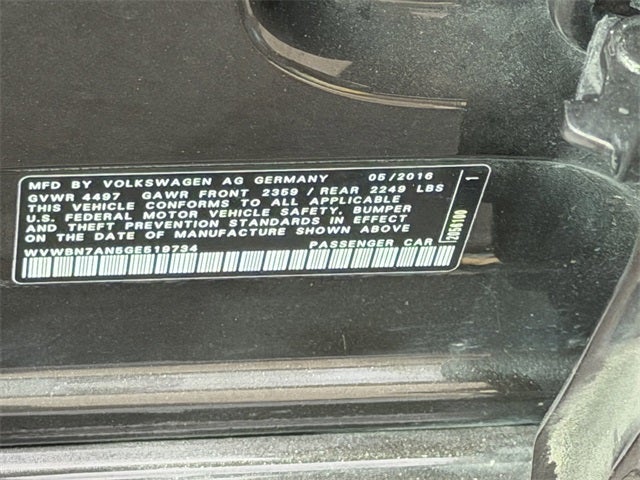 MFD BY VOLKSWAGEN AG GERMANY 05/2016
GVWR 4497 GAWR FRONT 2359 / REAR 2249 LBS
THIS VEHICLE CONFORMS TO ALL APPLICABLE
U.S. FEDERAL MOTOR VEHICLE SAFETY, BUMPER
AND THEFT PREVENTION STANDARDS IN EFFECT
ON THE DATE OF MANUFACTURE SHOWN ABOVE
WVWBN7AN5GE518734 PASSENGER CAR
1